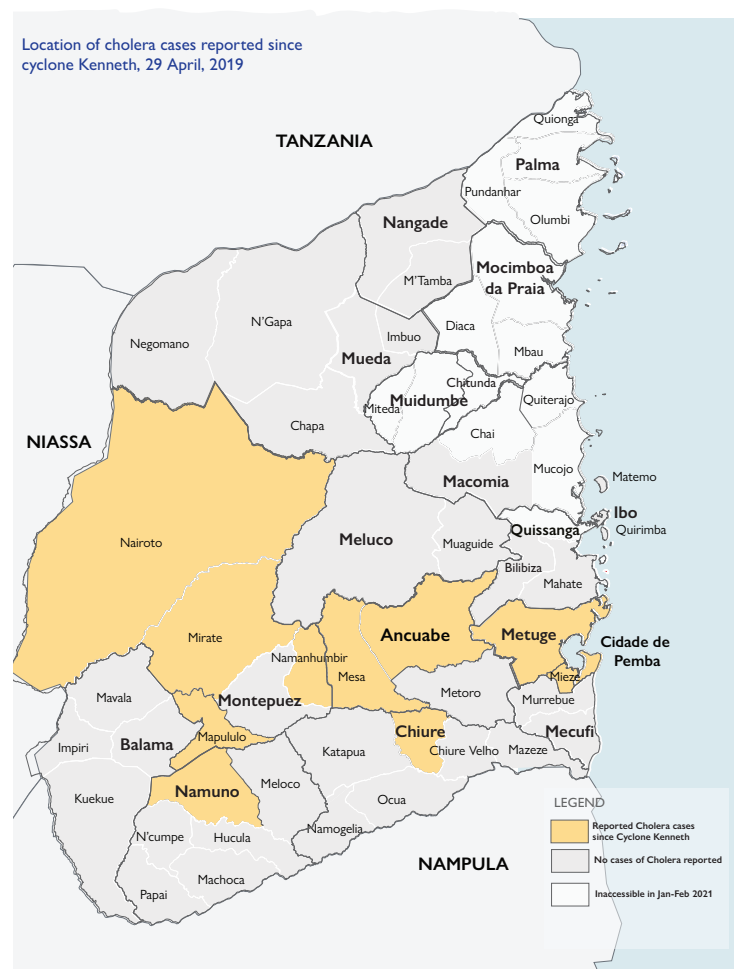 Location of cholera cases reported since
cyclone Kenneth, 29 April, 2019
Quionga
TANZANIA
Palma
Pundanhar
Olumbi
Nangade
Mocimboa
da Praia
M'Tamba
N'Gapa
Diaca
Negomano
Imbuo
Mbau
Mueda
Chitunda
Muidumbe
Quiterajo
Miteda
Chapa
Chai
NIASSA
Mucojo
Macomia
Matemo
Ibo
Quissanga
Quirimba
Nairoto
Meluco
Muaguide
Bilibiza
Mahate
Mirate
Ancuabe
Metuge
Cidade de
Pemba
Namanhumbir
Mesa
Mieze
Metoro
Mavala
Montepuez
Murrebue
Chiure
Mecufi
Mapululo
Impiri
Balama
Katapua
Chiure Velho
Mazeze
Meloco
Kuekue
Namuno
Ocua
Namogelia
N'cumpe
Hucula
NAMPULA
Machoca
Papai
LEGEND
Reported Cholera cases
since Cyclone Kenneth
No cases of Cholera reported
Inaccessible in Jan-Feb 2021